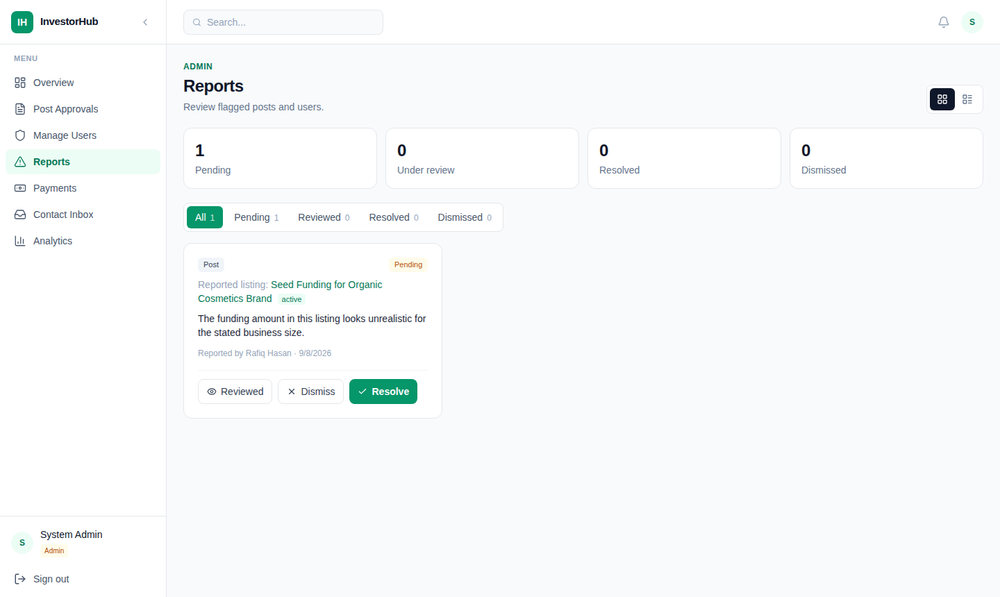 IH InvestorHub
Search...
S
MENU
Overview
Post Approvals
Manage Users
Reports
Payments
Contact Inbox
Analytics
ADMIN
Reports
Review flagged posts and users.
1
Pending
0
Under review
0
Resolved
0
Dismissed
All 1 Pending 1 Reviewed 0 Resolved 0 Dismissed 0
Post Pending
Reported listing: Seed Funding for Organic
Cosmetics Brand active
The funding amount in this listing looks unrealistic for
the stated business size.
Reported by Rafiq Hasan · 9/8/2026
Reviewed Dismiss Resolve
S System Admin
Admin
Sign out